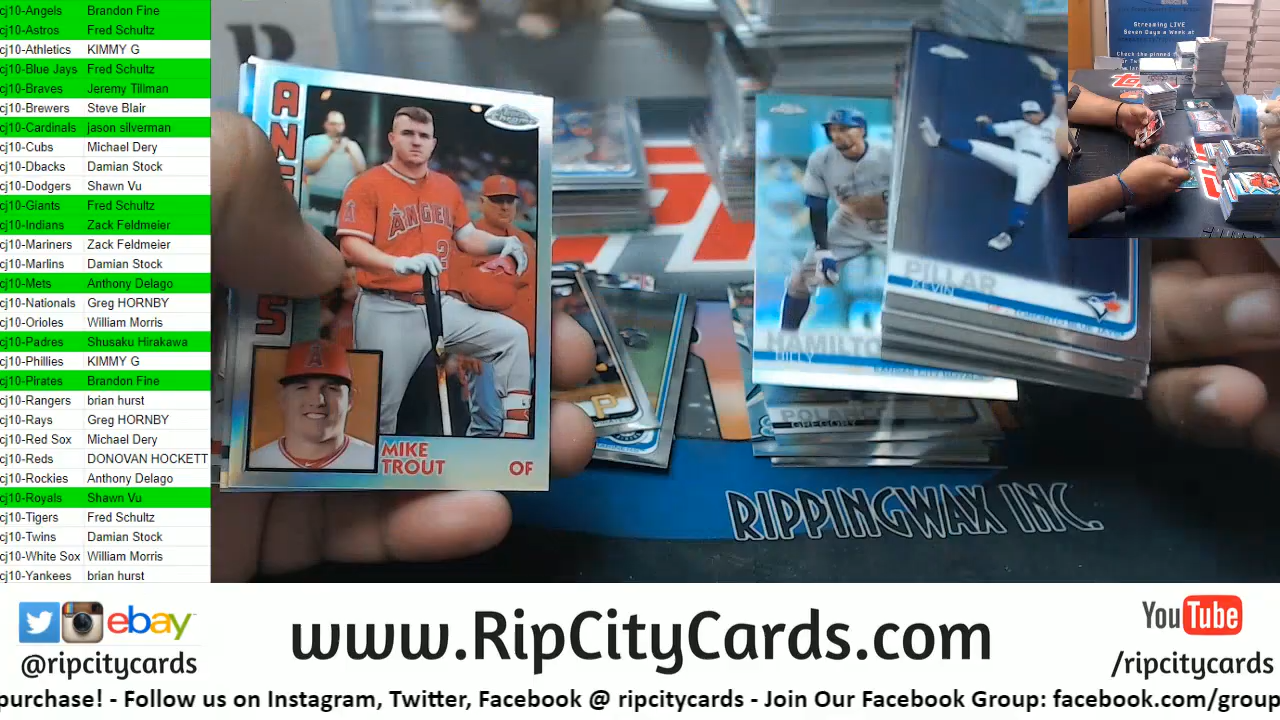 cj10-Angels Brandon Fine
cj10-Astros Fred Schultz
cj10-Athletics KIMMY G
cj10-Blue Jays Fred Schultz
cj10-Braves Jeremy Tillman
cj10-Brewers Steve Blair
cj10-Cardinals jason silverman
cj10-Cubs Michael Dery
cj10-Dbacks Damian Stock
cj10-Dodgers Shawn Vu
cj10-Giants Fred Schultz
cj10-Indians Zack Feldmeier
cj10-Mariners Zack Feldmeier
cj10-Marlins Damian Stock
cj10-Mets Anthony Delago
cj10-Nationals Greg HORNBY
cj10-Orioles William Morris
cj10-Padres Shusaku Hirakawa
cj10-Phillies KIMMY G
cj10-Pirates Brandon Fine
cj10-Rangers brian hurst
cj10-Rays Greg HORNBY
cj10-Red Sox Michael Dery
cj10-Reds DONOVAN HOCKETT
cj10-Rockies Anthony Delago
cj10-Royals Shawn Vu
cj10-Tigers Fred Schultz
cj10-Twins Damian Stock
cj10-White Sox William Morris
cj10-Yankees brian hurst
MIKE
TROUT OF
PILLAR
KEVIN
HAMILTO
BILLY
GREGORY
RIPPINGWAX INC.
Streaming LIVE
Seven Days a Week at
ebay
@ripcitycards
www.RipCityCards.com
YouTube
/ripcitycards
purchase! - Follow us on Instagram, Twitter, Facebook @ ripcitycards - Join Our Facebook Group: facebook.com/group